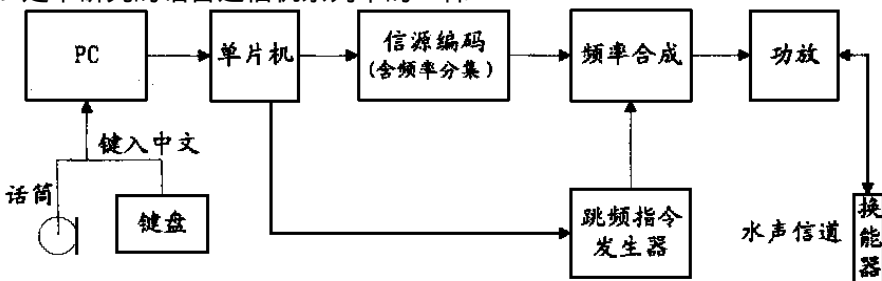 PC
单片机
信源编码
(含频率分集)
频率合成
功放
键入中文
话筒
键盘
跳频指令
发生器
水声信道
换能器